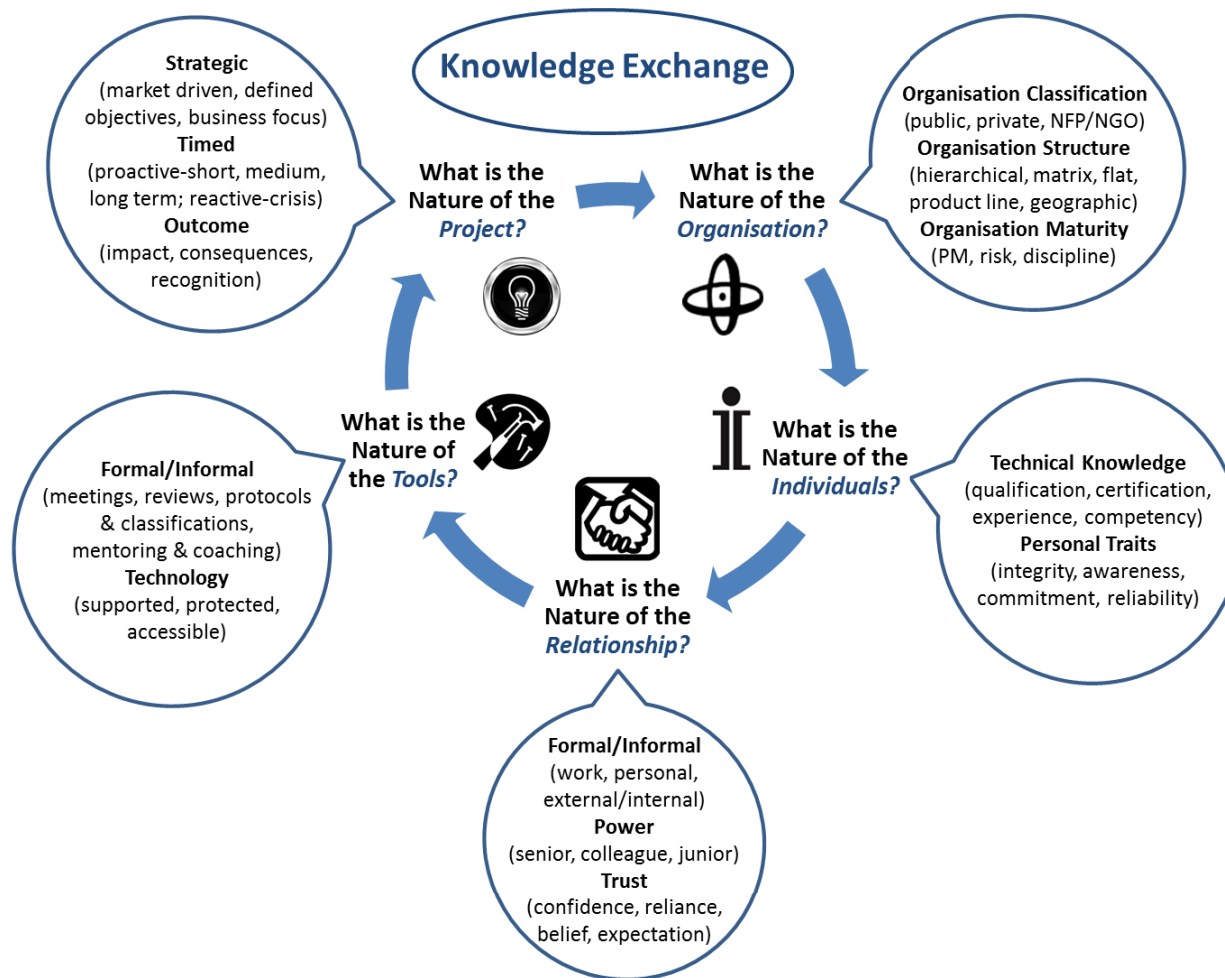 Knowledge Exchange
Strategic
(market driven, defined
objectives, business focus)
Timed
(proactive-short, medium,
long term; reactive-crisis)
Outcome
(impact, consequences,
recognition)
What is the
Nature of the
Project?
What is the
Nature of the
Organisation?
Organisation Classification
(public, private, NFP/NGO)
Organisation Structure
(hierarchical, matrix, flat,
product line, geographic)
Organisation Maturity
(PM, risk, discipline)
What is the
Nature of the
Individuals?
Technical Knowledge
(qualification, certification,
experience, competency)
Personal Traits
(integrity, awareness,
commitment, reliability)
What is the
Nature of the
Relationship?
Formal/Informal
(work, personal,
external/internal)
Power
(senior, colleague, junior)
Trust
(confidence, reliance,
belief, expectation)
What is the
Nature of
the Tools?
Formal/Informal
(meetings, reviews, protocols
& classifications,
mentoring & coaching)
Technology
(supported, protected,
accessible)